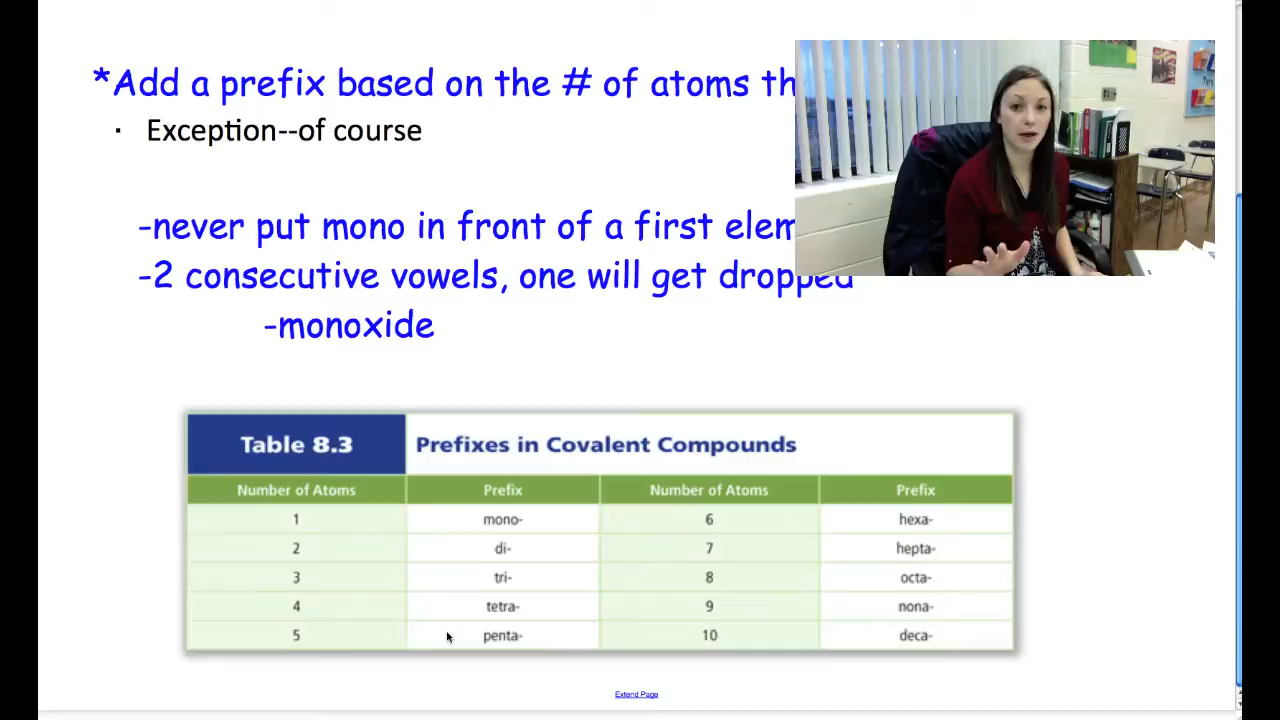 *Add a prefix based on the # of atoms th
· Exception--of course
-never put mono in front of a first elem
-2 consecutive vowels, one will get dropped
-monoxide
Table 8.3 Prefixes in Covalent Compounds
Number of Atoms Prefix Number of Atoms Prefix
1 mono- 6 hexa-
2 di- 7 hepta-
3 tri- 8 octa-
4 tetra- 9 nona-
5 penta- 10 deca-
Extend Page